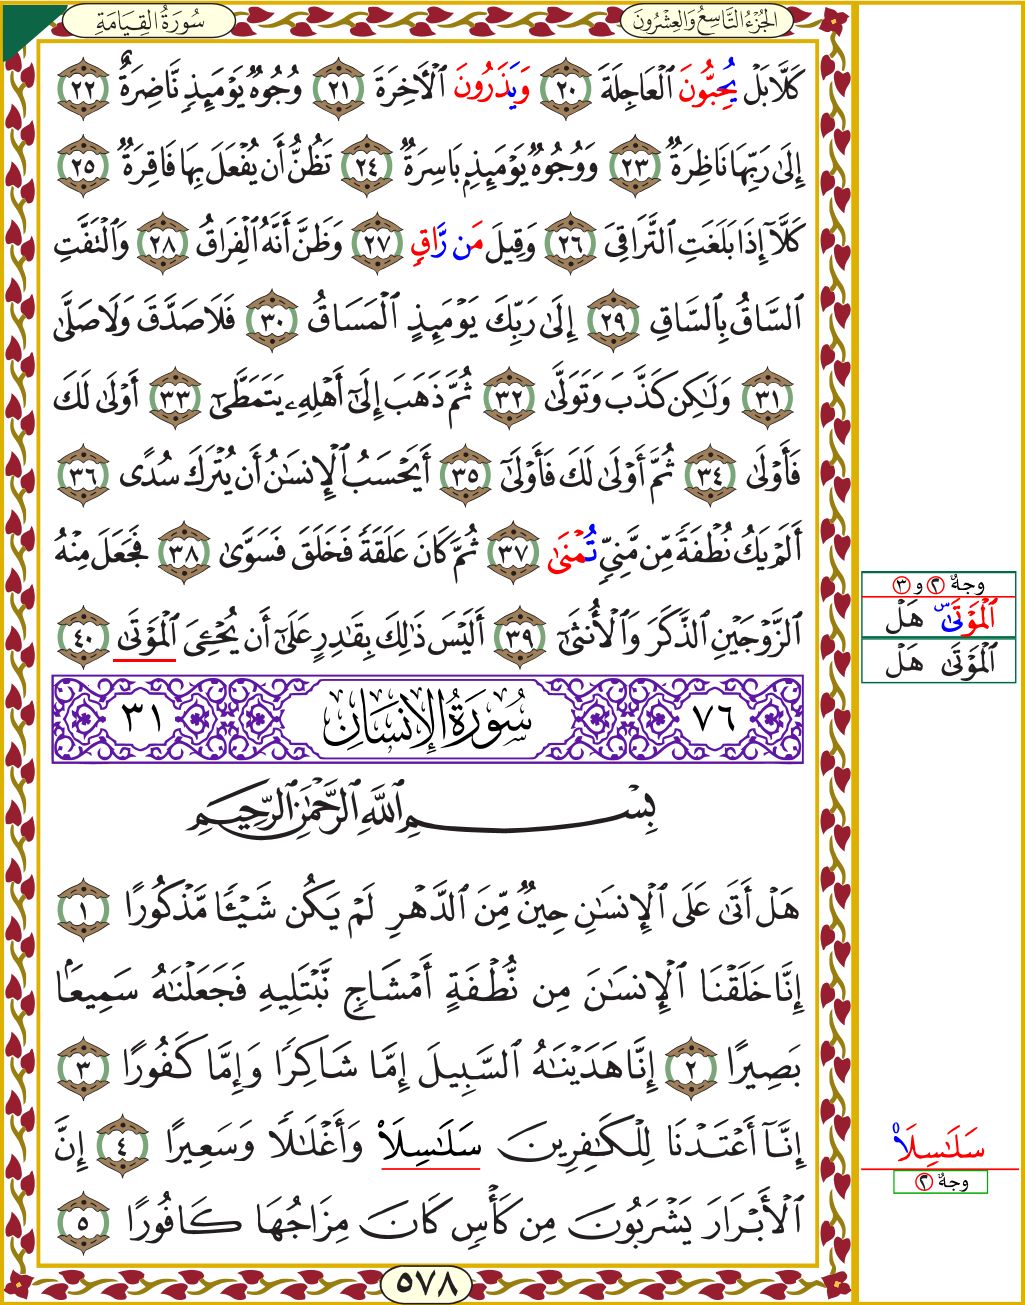 سُورَةُ القِيَامَةِ
الجُزْءُ التَّاسِعُ وَالعِشْرُونَ
كَلَّا بَلْ يُحِبُّونَ ٱلْعَاجِلَةَ ٢٠ وَيَذَرُونَ ٱلْأٓخِرَةَ ٢١ وُجُوهٌ يَوْمَئِذٍ نَّاضِرَةٌ ٢٢
إِلَىٰ رَبِّهَا نَاظِرَةٌ ٢٣ وَوُجُوهٌ يَوْمَئِذٍۭ بَاسِرَةٌ ٢٤ تَظُنُّ أَن يُفْعَلَ بِهَا فَاقِرَةٌ ٢٥
كَلَّآ إِذَا بَلَغَتِ ٱلتَّرَاقِىَ ٢٦ وَقِيلَ مَن رَّاقٍ ٢٧ وَظَنَّ أَنَّهُ ٱلْفِرَاقُ ٢٨ وَٱلْتَفَّتِ
ٱلسَّاقُ بِٱلسَّاقِ ٢٩ إِلَىٰ رَبِّكَ يَوْمَئِذٍ ٱلْمَسَاقُ ٣٠ فَلَا صَدَّقَ وَلَا صَلَّىٰ
٣١ وَلَٰكِن كَذَّبَ وَتَوَلَّىٰ ٣٢ ثُمَّ ذَهَبَ إِلَىٰٓ أَهْلِهِۦ يَتَمَطَّىٰٓ ٣٣ أَوْلَىٰ لَكَ
فَأَوْلَىٰ ٣٤ ثُمَّ أَوْلَىٰ لَكَ فَأَوْلَىٰٓ ٣٥ أَيَحْسَبُ ٱلْإِنسَٰنُ أَن يُتْرَكَ سُدًى ٣٦
أَلَمْ يَكُ نُطْفَةً مِّن مَّنِىٍّ تُمْنَىٰ ٣٧ ثُمَّ كَانَ عَلَقَةً فَخَلَقَ فَسَوَّىٰ ٣٨ فَجَعَلَ مِنْهُ
ٱلزَّوْجَيْنِ ٱلذَّكَرَ وَٱلْأُنثَىٰٓ ٣٩ أَلَيْسَ ذَٰلِكَ بِقَٰدِرٍ عَلَىٰٓ أَن يُحْـِۧىَ ٱلْمَوْتَىٰ ٤٠
وجهٌ ٢ و ٣
ٱلْمَوْتَىٰ س هَلْ
ٱلْمَوْتَىٰ هَلْ
٧٦ سُورَةُ الإِنسَانِ ٣١
بِسْمِ ٱللَّهِ ٱلرَّحْمَٰنِ ٱلرَّحِيمِ
هَلْ أَتَىٰ عَلَى ٱلْإِنسَٰنِ حِينٌ مِّنَ ٱلدَّهْرِ لَمْ يَكُن شَيْـًٔا مَّذْكُورًا ١
إِنَّا خَلَقْنَا ٱلْإِنسَٰنَ مِن نُّطْفَةٍ أَمْشَاجٍ نَّبْتَلِيهِ فَجَعَلْنَٰهُ سَمِيعًۢا
بَصِيرًا ٢ إِنَّا هَدَيْنَٰهُ ٱلسَّبِيلَ إِمَّا شَاكِرًا وَإِمَّا كَفُورًا ٣
إِنَّآ أَعْتَدْنَا لِلْكَٰفِرِينَ سَلَٰسِلَا۟ وَأَغْلَٰلًا وَسَعِيرًا ٤ إِنَّ
ٱلْأَبْرَارَ يَشْرَبُونَ مِن كَأْسٍ كَانَ مِزَاجُهَا كَافُورًا ٥
سَلَٰسِلَا۟
وجهٌ ٢
٥٧٨